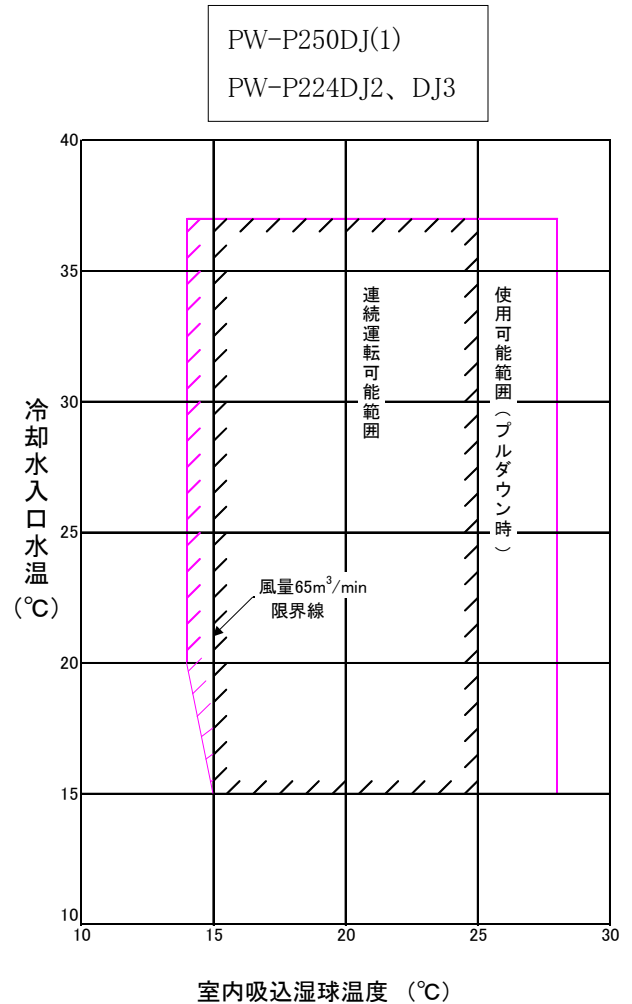 PW-P250DJ(1)
PW-P224DJ2、DJ3
40
35
30
25
20
15
10
冷却水入口水温
(℃)
連続運転可能範囲
使用可能範囲（プルダウン時）
風量65m³/min
限界線
10
15
20
25
30
室内吸込湿球温度 (℃)